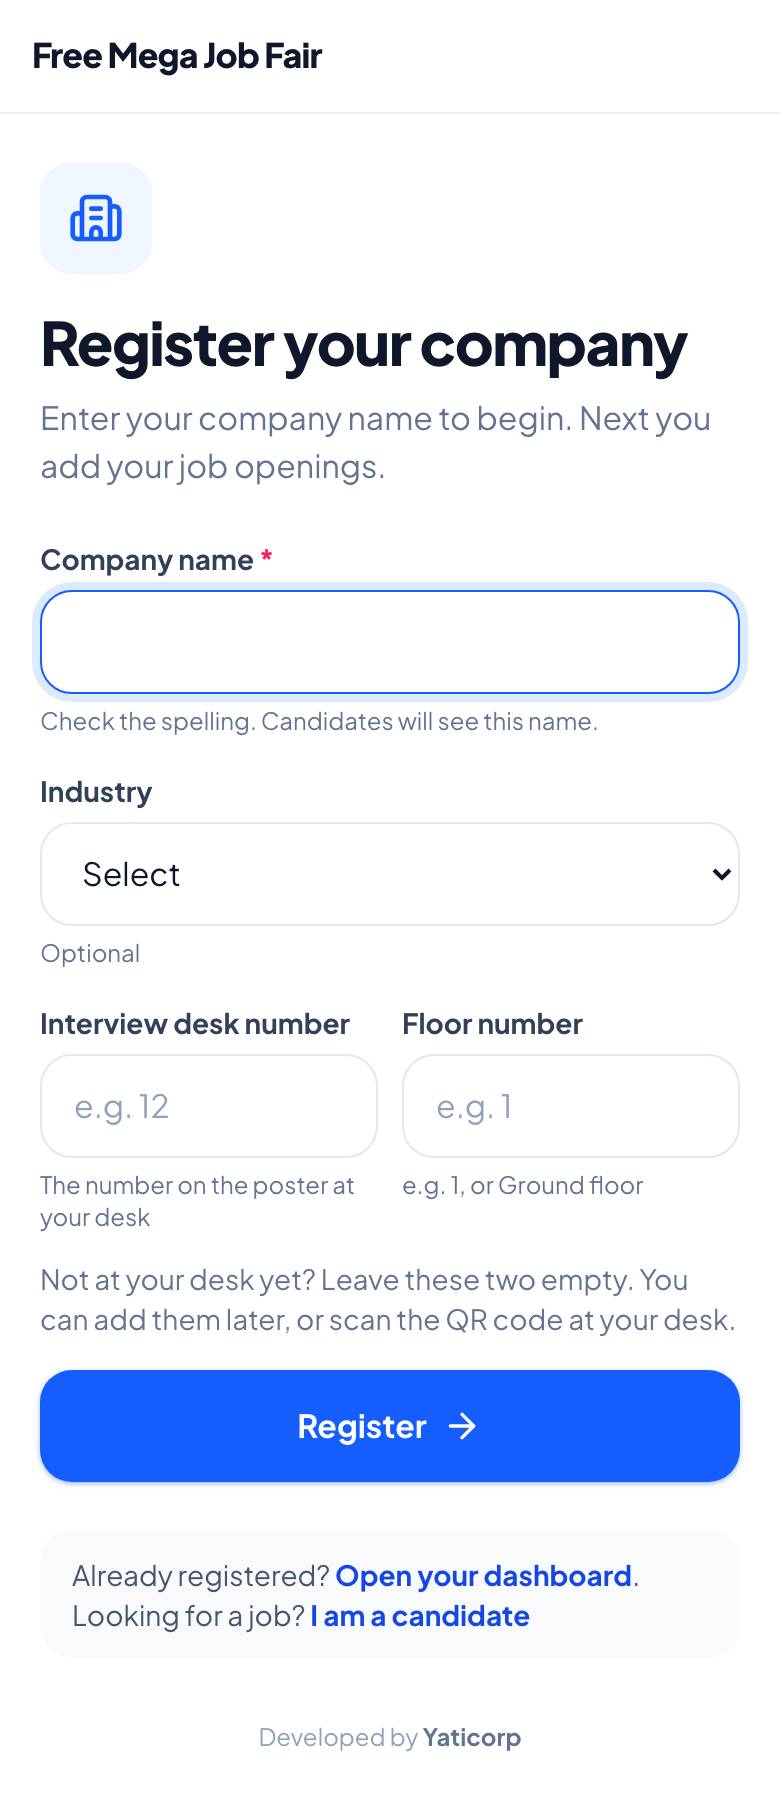 Free Mega Job Fair
Register your company
Enter your company name to begin. Next you
add your job openings.
Company name *
Check the spelling. Candidates will see this name.
Industry
Select
Optional
Interview desk number
Floor number
e.g. 12
e.g. 1
The number on the poster at
your desk
e.g. 1, or Ground floor
Not at your desk yet? Leave these two empty. You
can add them later, or scan the QR code at your desk.
Register →
Already registered? Open your dashboard.
Looking for a job? I am a candidate
Developed by Yaticorp